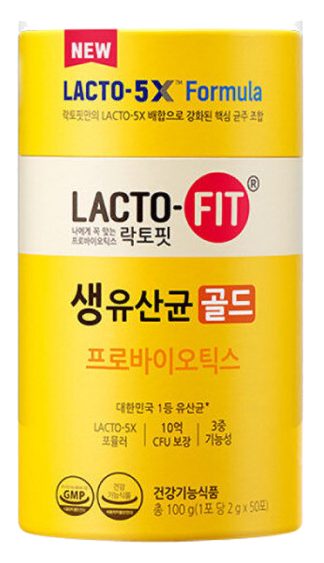 NEW
LACTO-5X™ Formula
락토핏만의 LACTO-5X 배합으로 강화된 핵심 균주 조합
LACTO-FIT®
나에게 꼭 맞는
프로바이오틱스 락토핏
생유산균 골드
프로바이오틱스
대한민국 1등 유산균*
LACTO-5X 포뮬러 | 10억 CFU 보장 | 3중 기능성
GMP
건강
기능식품
건강기능식품
총 100 g(1포 당 2 g x 50포)